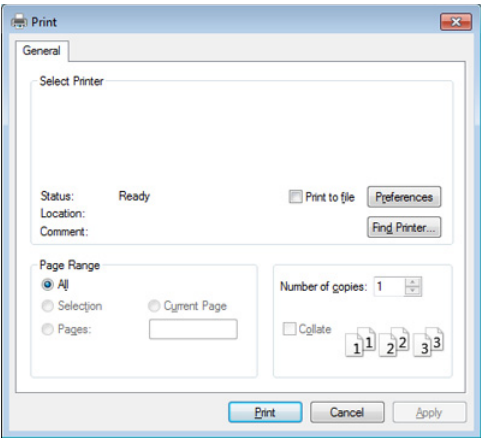 Print
General
Select Printer
Status: Ready
Print to file
Preferences
Location:
Comment:
Find Printer...
Page Range
All
Selection
Current Page
Pages:
Number of copies: 1
Collate
1 1 2 2 3 3
Print
Cancel
Apply